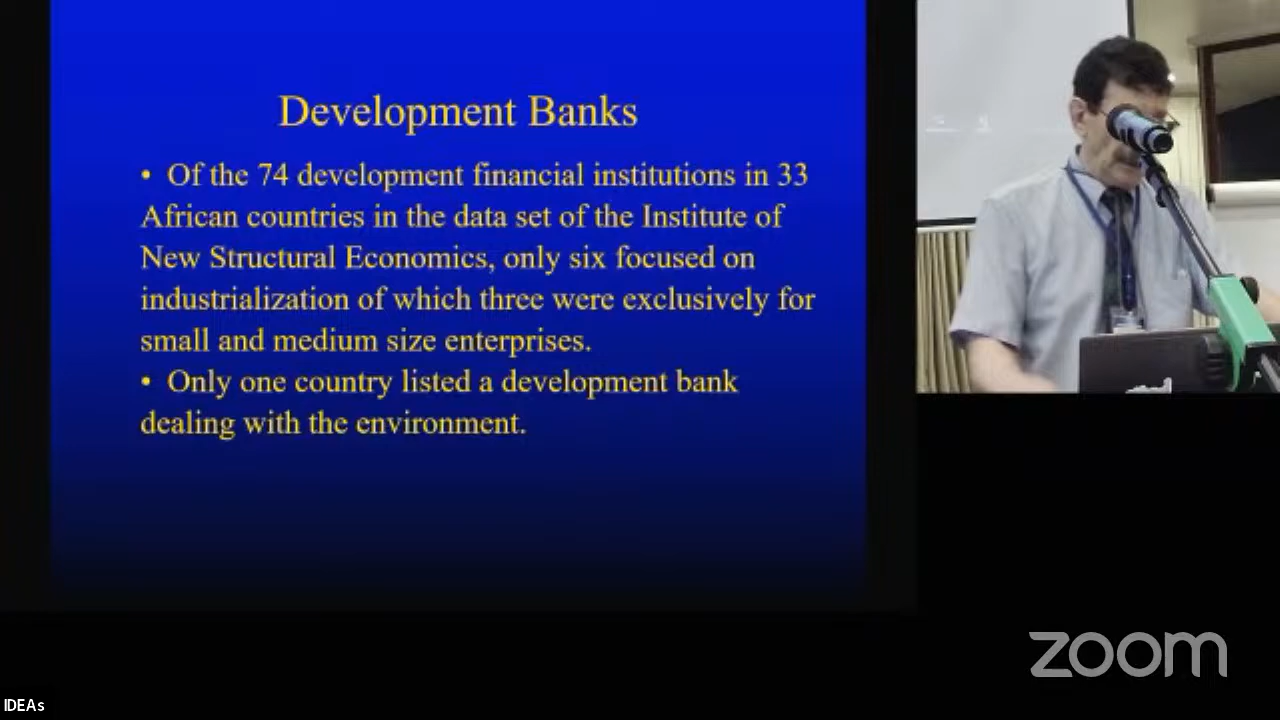 Development Banks
• Of the 74 development financial institutions in 33
African countries in the data set of the Institute of
New Structural Economics, only six focused on
industrialization of which three were exclusively for
small and medium size enterprises.
• Only one country listed a development bank
dealing with the environment.
zoom
IDEAs